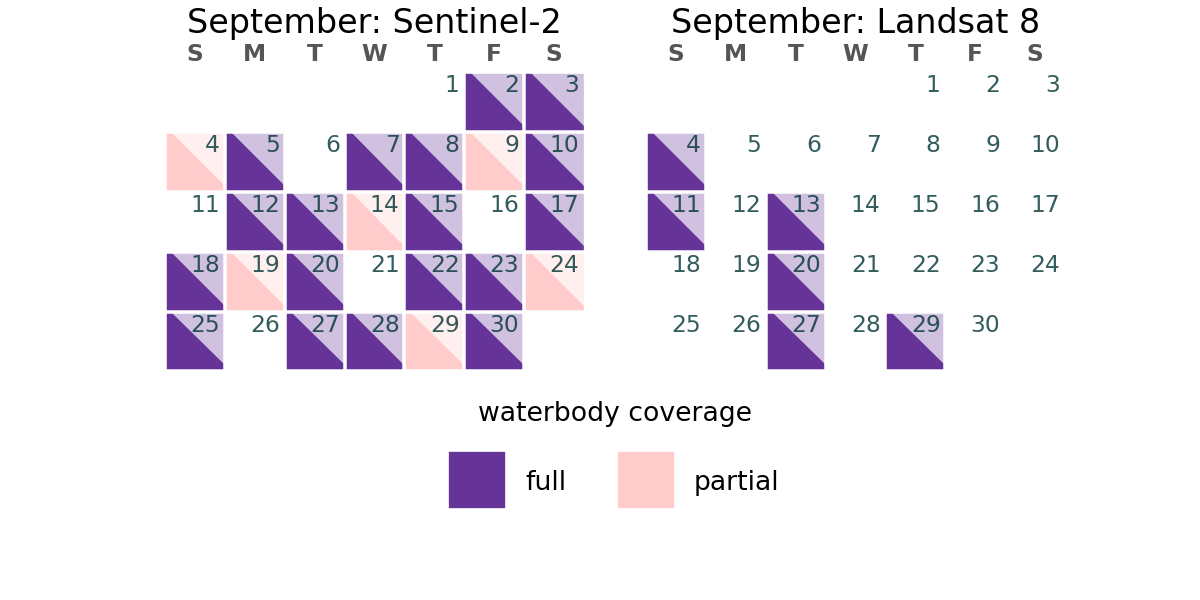 September: Sentinel-2
S M T W T F S
1 2 3
4 5 6 7 8 9 10
11 12 13 14 15 16 17
18 19 20 21 22 23 24
25 26 27 28 29 30
September: Landsat 8
S M T W T F S
1 2 3
4 5 6 7 8 9 10
11 12 13 14 15 16 17
18 19 20 21 22 23 24
25 26 27 28 29 30
waterbody coverage
full
partial